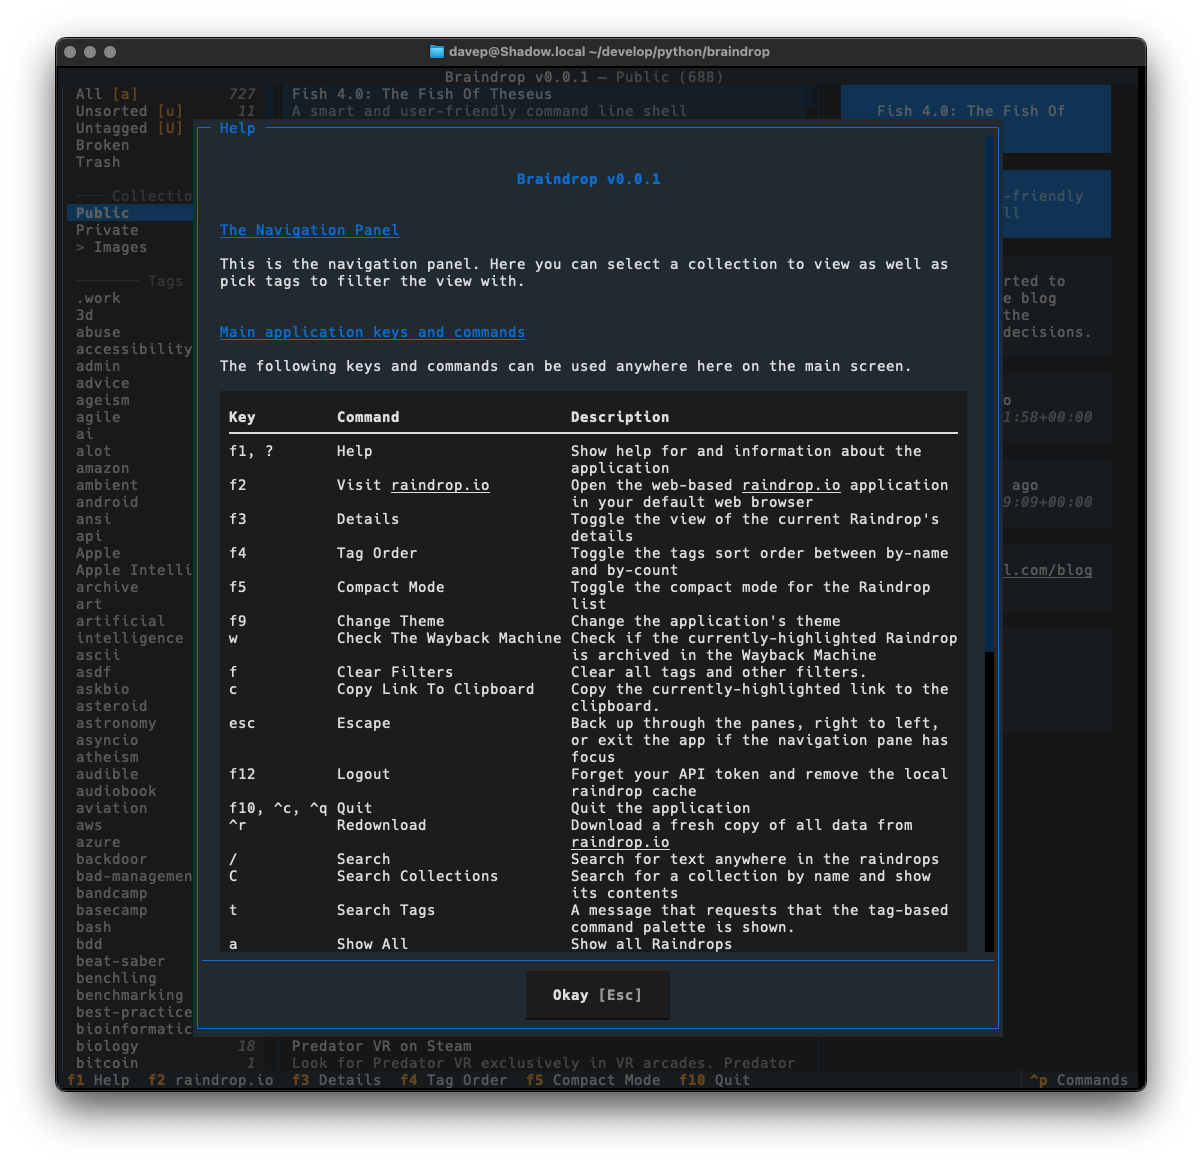 davep@Shadow.local ~/develop/python/braindrop
Braindrop v0.0.1 — Public (688)
All [a] 727
Unsorted [u] 11
Untagged [U]
Broken
Trash
Collectio
Public
Private
> Images
Tags
.work
3d
abuse
accessibility
admin
advice
ageism
agile
ai
alot
amazon
ambient
android
ansi
api
Apple
Apple Intelli
archive
art
artificial
intelligence
ascii
asdf
askbio
asteroid
astronomy
asyncio
atheism
audible
audiobook
aviation
aws
azure
backdoor
bad-managemen
bandcamp
basecamp
bash
bdd
beat-saber
benchling
benchmarking
best-practice
bioinformatic
biology 18
bitcoin 1
Fish 4.0: The Fish Of Theseus
A smart and user-friendly command line shell
Help
Braindrop v0.0.1
The Navigation Panel
This is the navigation panel. Here you can select a collection to view as well as
pick tags to filter the view with.
Main application keys and commands
The following keys and commands can be used anywhere here on the main screen.
Key Command Description
f1, ? Help Show help for and information about the
application
f2 Visit raindrop.io Open the web-based raindrop.io application
in your default web browser
f3 Details Toggle the view of the current Raindrop's
details
f4 Tag Order Toggle the tags sort order between by-name
and by-count
f5 Compact Mode Toggle the compact mode for the Raindrop
list
f9 Change Theme Change the application's theme
w Check The Wayback Machine Check if the currently-highlighted Raindrop
is archived in the Wayback Machine
f Clear Filters Clear all tags and other filters.
c Copy Link To Clipboard Copy the currently-highlighted link to the
clipboard.
esc Escape Back up through the panes, right to left,
or exit the app if the navigation pane has
focus
f12 Logout Forget your API token and remove the local
raindrop cache
f10, ^c, ^q Quit Quit the application
^r Redownload Download a fresh copy of all data from
raindrop.io
/ Search Search for text anywhere in the raindrops
C Search Collections Search for a collection by name and show
its contents
t Search Tags A message that requests that the tag-based
command palette is shown.
a Show All Show all Raindrops
Okay [Esc]
Predator VR on Steam
Look for Predator VR exclusively in VR arcades. Predator
Fish 4.0: The Fish Of
-friendly
ll
rted to
e blog
the
decisions.
o
1:58+00:00
ago
9:09+00:00
l.com/blog
f1 Help f2 raindrop.io f3 Details f4 Tag Order f5 Compact Mode f10 Quit ^p Commands